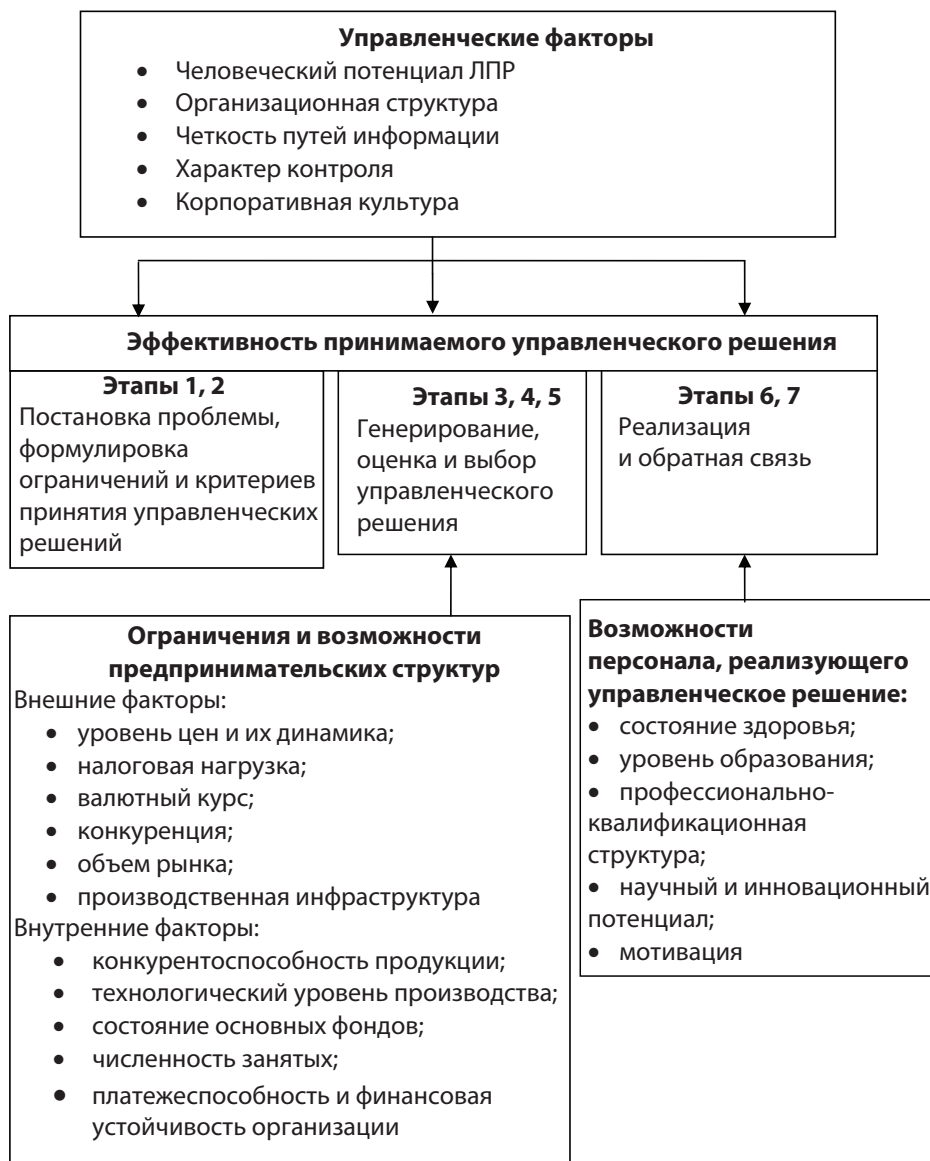 Управленческие факторы
• Человеческий потенциал ЛПР
• Организационная структура
• Четкость путей информации
• Характер контроля
• Корпоративная культура
Эффективность принимаемого управленческого решения
Этапы 1, 2
Постановка проблемы,
формулировка
ограничений и критериев
принятия управленческих
решений
Этапы 3, 4, 5
Генерирование,
оценка и выбор
управленческого
решения
Этапы 6, 7
Реализация
и обратная связь
Ограничения и возможности
предпринимательских структур
Внешние факторы:
• уровень цен и их динамика;
• налоговая нагрузка;
• валютный курс;
• конкуренция;
• объем рынка;
• производственная инфраструктура
Внутренние факторы:
• конкурентоспособность продукции;
• технологический уровень производства;
• состояние основных фондов;
• численность занятых;
• платежеспособность и финансовая
устойчивость организации
Возможности
персонала, реализующего
управленческое решение:
• состояние здоровья;
• уровень образования;
• профессионально-
квалификационная
структура;
• научный и инновационный
потенциал;
• мотивация